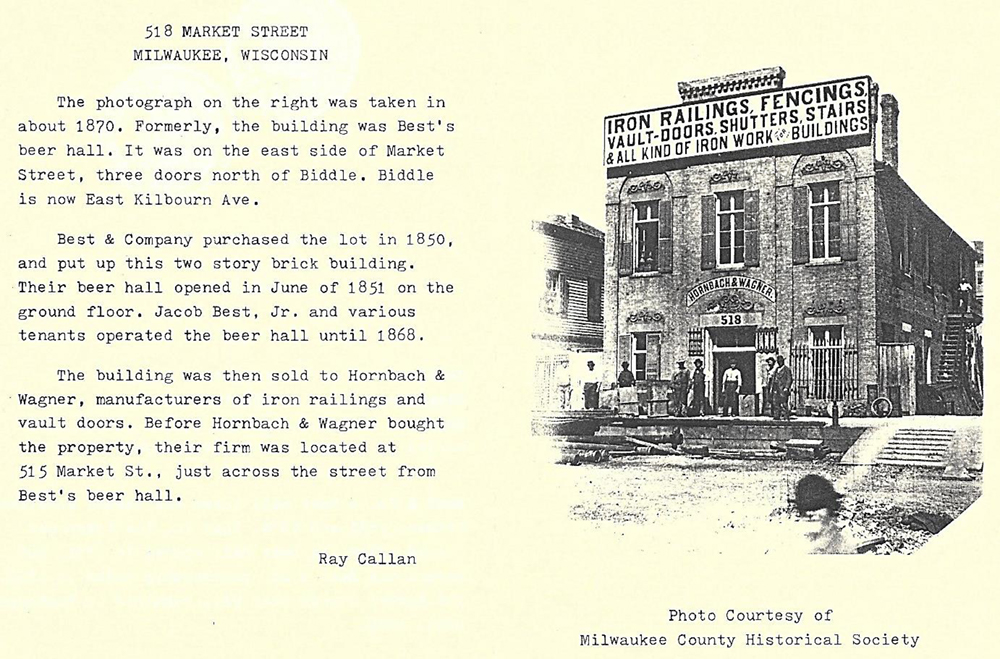 518 MARKET STREET
MILWAUKEE, WISCONSIN
The photograph on the right was taken in
about 1870. Formerly, the building was Best's
beer hall. It was on the east side of Market
Street, three doors north of Biddle. Biddle
is now East Kilbourn Ave.
Best & Company purchased the lot in 1850,
and put up this two story brick building.
Their beer hall opened in June of 1851 on the
ground floor. Jacob Best, Jr. and various
tenants operated the beer hall until 1868.
The building was then sold to Hornbach &
Wagner, manufacturers of iron railings and
vault doors. Before Hornbach & Wagner bought
the property, their firm was located at
515 Market St., just across the street from
Best's beer hall.
Ray Callan
IRON RAILINGS, FENCINGS,
VAULT-DOORS, SHUTTERS, STAIRS
& ALL KIND OF IRON WORK FOR BUILDINGS
HORNBACH & WAGNER.
518
Photo Courtesy of
Milwaukee County Historical Society